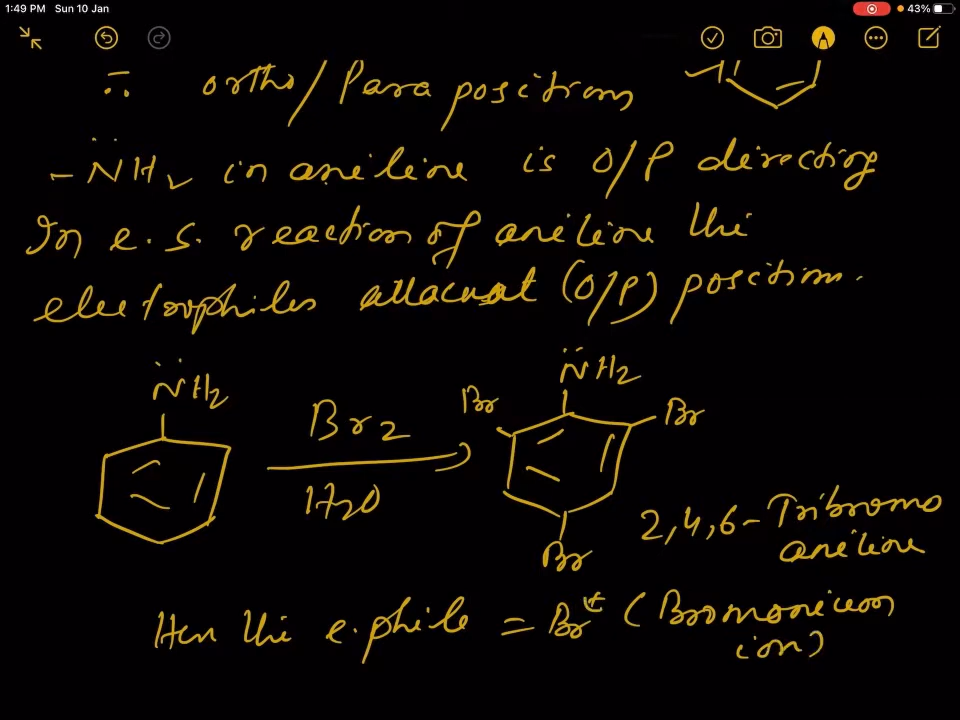 1:49 PM Sun 10 Jan 43%
∴ ortho/Para positions
-N̈H₂ in aniline is O/P directing
In e.s. reaction of aniline the
electrophiles attacks at (O/P) positions.
N̈H₂
Br₂
H₂O
N̈H₂
Br
Br
Br
2,4,6-Tribromo
aniline
Here the e.phile = Br⁺ (Bromonium
ion)